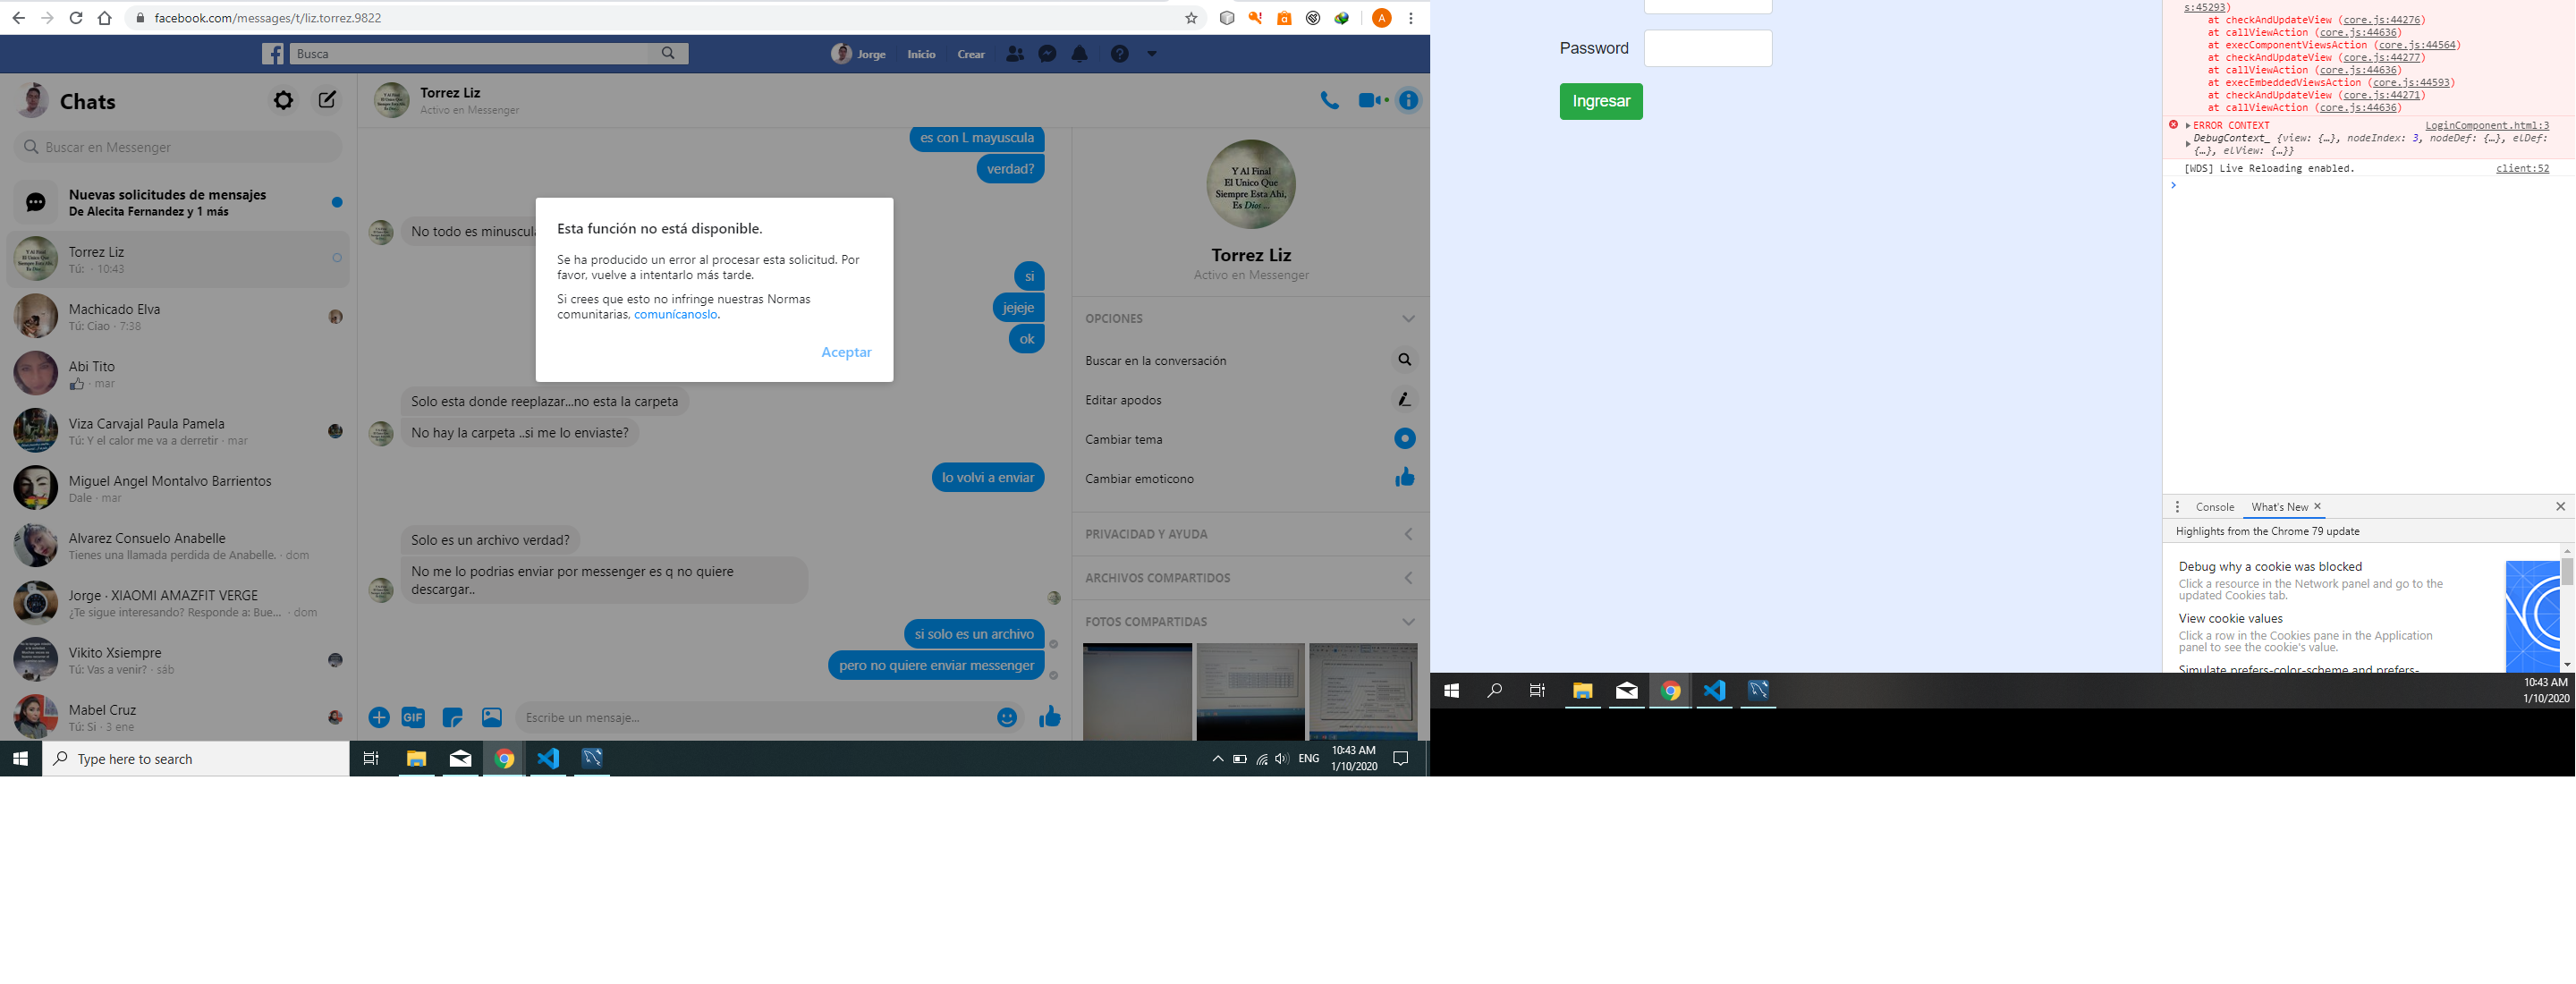 facebook.com/messages/t/liz.torrez.9822
A
Busca
Jorge
Inicio
Crear
Chats
Buscar en Messenger
Nuevas solicitudes de mensajes
De Alecita Fernandez y 1 más
Torrez Liz
Tú: · 10:43
Machicado Elva
Tú: Ciao · 7:38
Abi Tito
· mar
Viza Carvajal Paula Pamela
Tú: Y el calor me va a derretir · mar
Miguel Angel Montalvo Barrientos
Dale · mar
Alvarez Consuelo Anabelle
Tienes una llamada perdida de Anabelle. · dom
Jorge · XIAOMI AMAZFIT VERGE
¿Te sigue interesando? Responde a: Bue... · dom
Vikito Xsiempre
Tú: Vas a venir? · sáb
Mabel Cruz
Tú: Si · 3 ene
Torrez Liz
Activo en Messenger
es con L mayuscula
verdad?
No todo es minuscula
si
jejeje
ok
Solo esta donde reeplazar...no esta la carpeta
No hay la carpeta ..si me lo enviaste?
lo volvi a enviar
Solo es un archivo verdad?
No me lo podrias enviar por messenger es q no quiere
descargar..
si solo es un archivo
pero no quiere enviar messenger
GIF
Escribe un mensaje...
Esta función no está disponible.
Se ha producido un error al procesar esta solicitud. Por
favor, vuelve a intentarlo más tarde.
Si crees que esto no infringe nuestras Normas
comunitarias, comunícanoslo.
Aceptar
Y Al Final
El Unico Que
Siempre Esta Ahi,
Es Dios ...
Torrez Liz
Activo en Messenger
OPCIONES
Buscar en la conversación
Editar apodos
Cambiar tema
Cambiar emoticono
PRIVACIDAD Y AYUDA
ARCHIVOS COMPARTIDOS
FOTOS COMPARTIDAS
Type here to search
ENG
10:43 AM
1/10/2020
Password
Ingresar
s:45293)
at checkAndUpdateView (core.js:44276)
at callViewAction (core.js:44636)
at execComponentViewsAction (core.js:44564)
at checkAndUpdateView (core.js:44277)
at callViewAction (core.js:44636)
at execEmbeddedViewsAction (core.js:44593)
at checkAndUpdateView (core.js:44271)
at callViewAction (core.js:44636)
ERROR CONTEXT LoginComponent.html:3
DebugContext_ {view: {…}, nodeIndex: 3, nodeDef: {…}, elDef:
{…}, elView: {…}}
[WDS] Live Reloading enabled. client:52
Console What's New
Highlights from the Chrome 79 update
Debug why a cookie was blocked
Click a resource in the Network panel and go to the
updated Cookies tab.
View cookie values
Click a row in the Cookies pane in the Application
panel to see the cookie's value.
Simulate prefers-color-scheme and prefers-
10:43 AM
1/10/2020